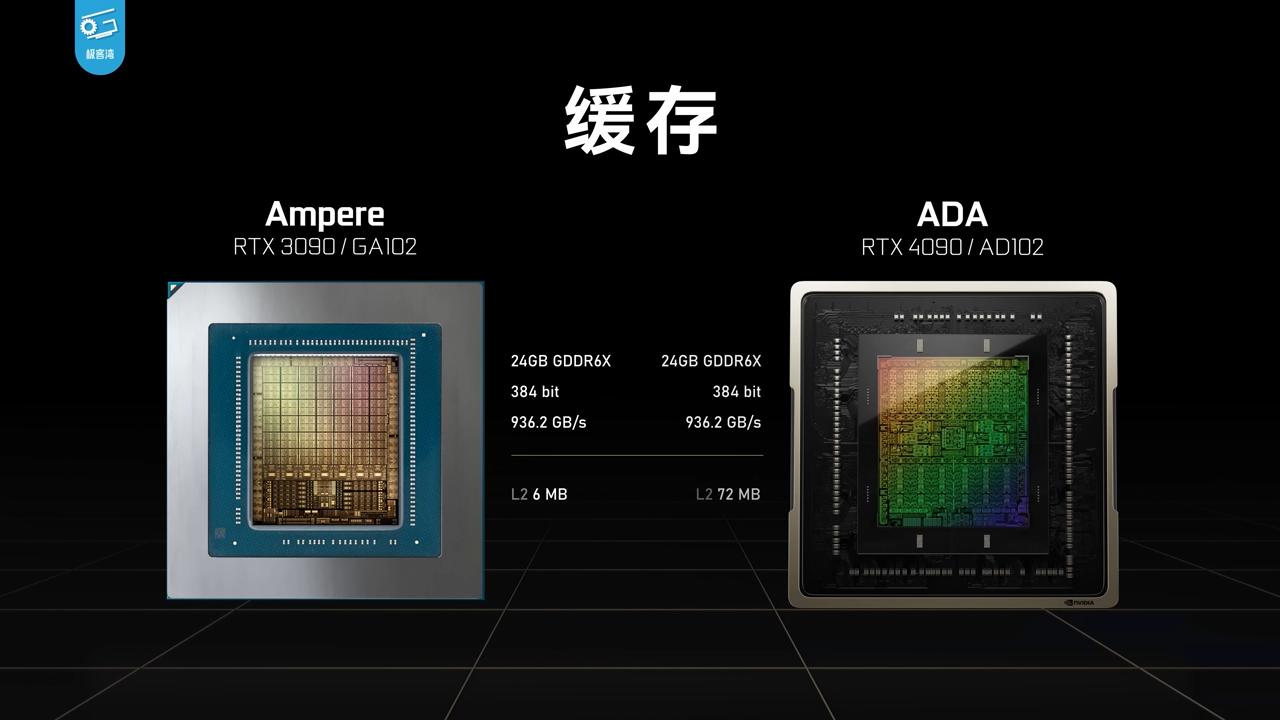 极客湾
缓存
Ampere
RTX 3090 / GA102
ADA
RTX 4090 / AD102
24GB GDDR6X
24GB GDDR6X
384 bit
384 bit
936.2 GB/s
936.2 GB/s
L2 6 MB
L2 72 MB
NVIDIA